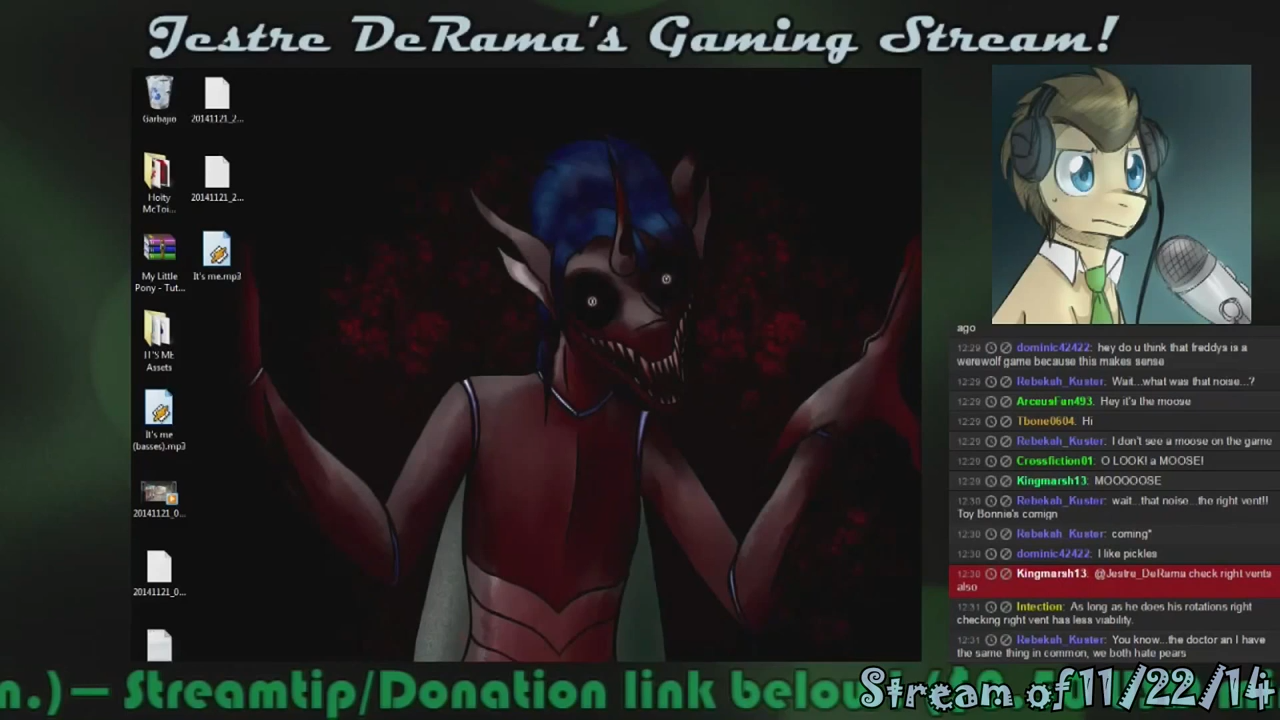 Jestre DeRama's Gaming Stream!
Garbajio
20141121_2...
Hoity
McToi...
20141121_2...
My Little
Pony - Tut...
It's me.mp3
IT'S ME
Assets
It's me
(basses).mp3
20141121_0...
20141121_0...
ago
12:29 dominic42422: hey do u think that freddys is a
werewolf game because this makes sense
12:29 Rebekah_Kuster: Wait...what was that noise...?
12:29 ArceusFan493: Hey it's the moose
12:29 Tbone0604: Hi
12:29 Rebekah_Kuster: I don't see a moose on the game
12:29 Crossfiction01: O LOOK! a MOOSE!
12:29 Kingmarsh13: MOOOOOSE
12:30 Rebekah_Kuster: wait...that noise...the right vent!!
Toy Bonnie's comign
12:30 Rebekah_Kuster: coming*
12:30 dominic42422: I like pickles
12:30 Kingmarsh13: @Jestre_DeRama check right vents
also
12:31 Intection: As long as he does his rotations right
checking right vent has less viability.
12:31 Rebekah_Kuster: You know...the doctor an I have
the same thing in common, we both hate pears
n.)— Streamtip/Donation link below
Stream of 11/22/14